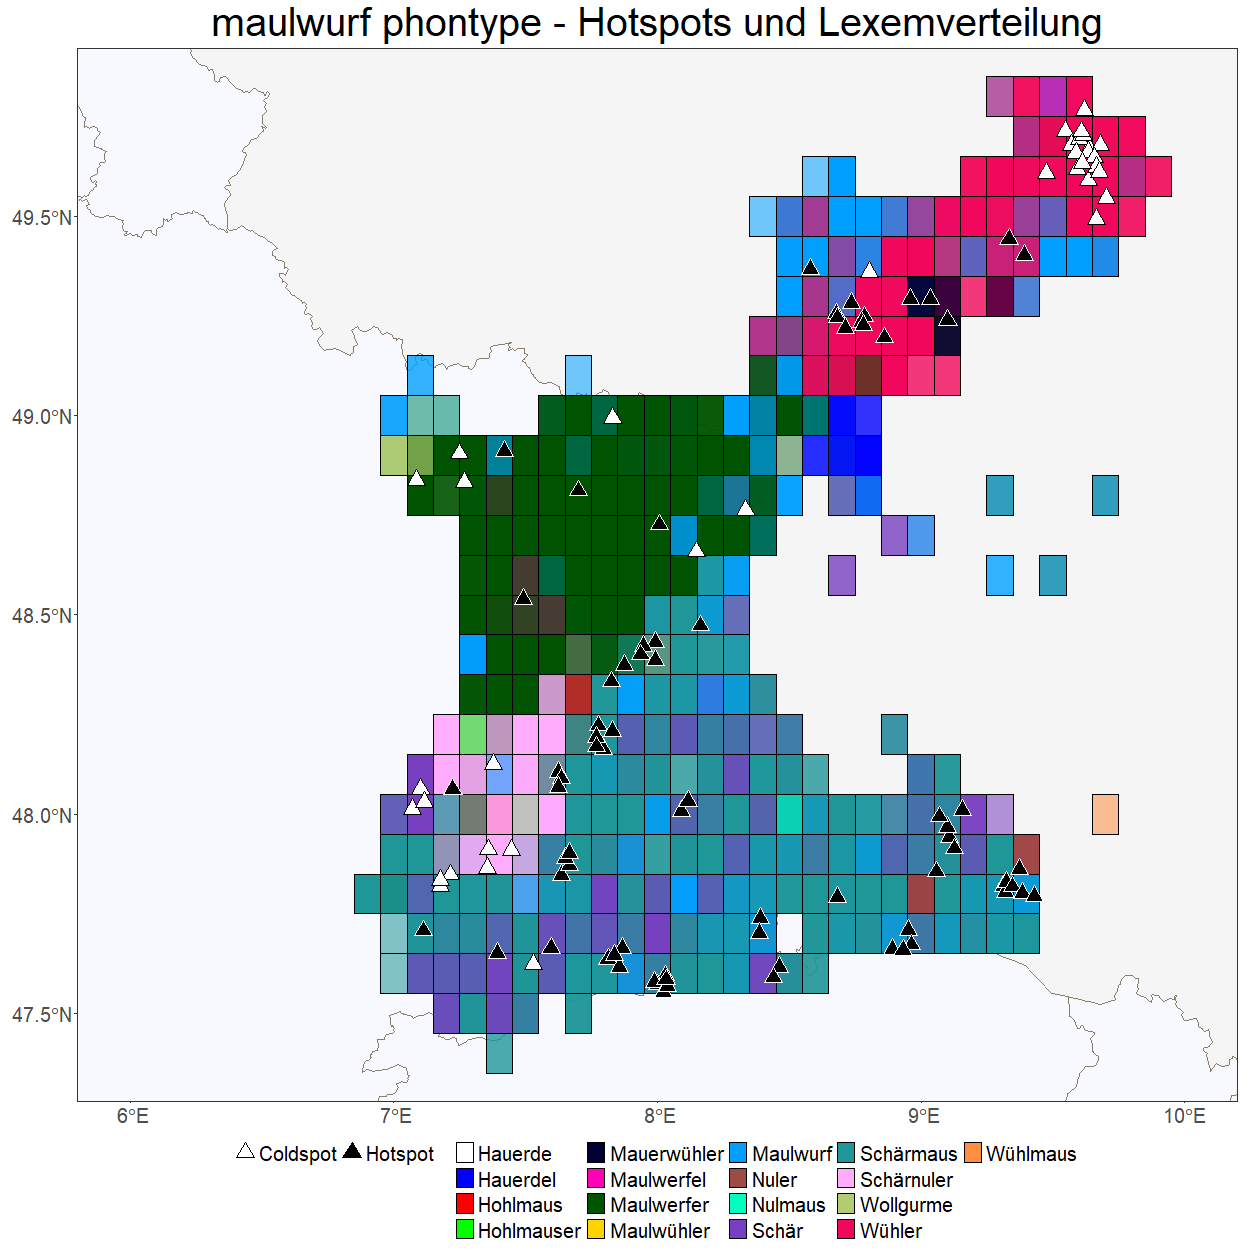 maulwurf phontype - Hotspots und Lexemverteilung
49.5°N
49.0°N
48.5°N
48.0°N
47.5°N
6°E 7°E 8°E 9°E 10°E
Coldspot Hotspot Hauerde Mauerwühler Maulwurf Schärmaus Wühlmaus
Hauerdel Maulwerfel Nuler Schärnuler
Hohlmaus Maulwerfer Nulmaus Wollgurme
Hohlmauser Maulwühler Schär Wühler